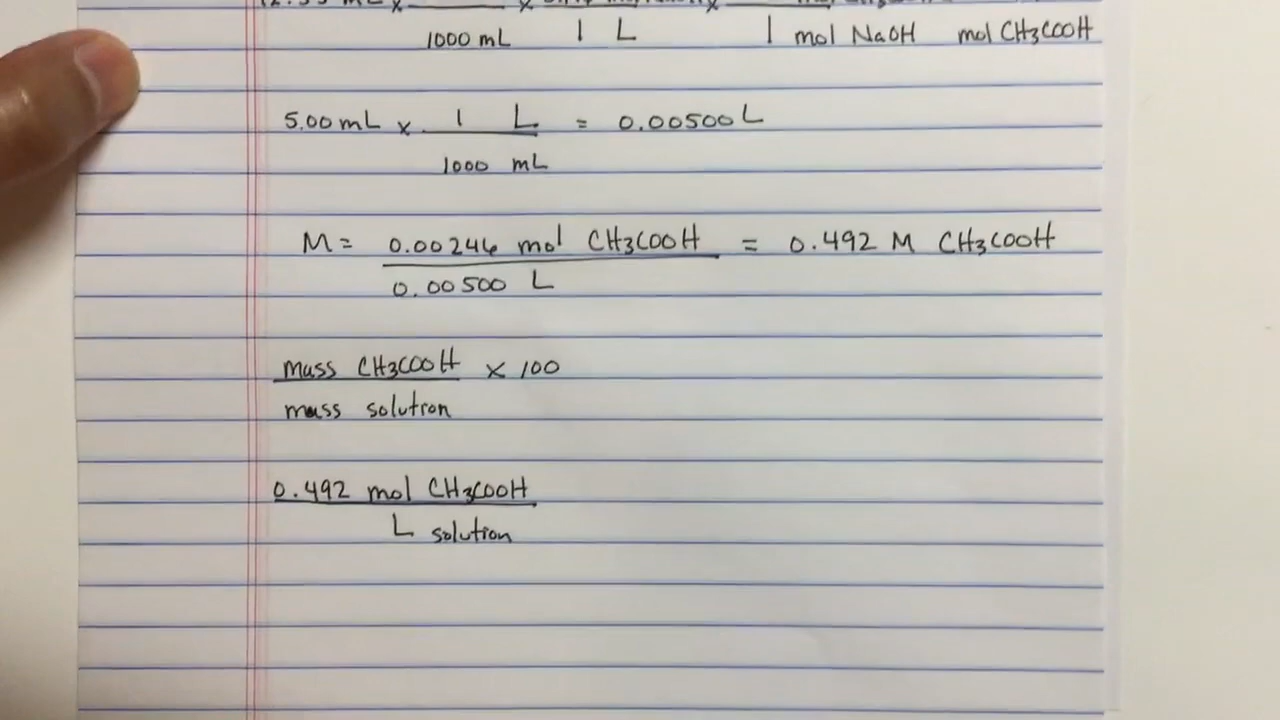 1000 mL 1 L 1 mol NaOH mol CH3COOH
5.00 mL x 1 L = 0.00500 L
1000 mL
M = 0.00246 mol CH3COOH = 0.492 M CH3COOH
0.00500 L
mass CH3COOH x 100
mass solution
0.492 mol CH3COOH
L solution